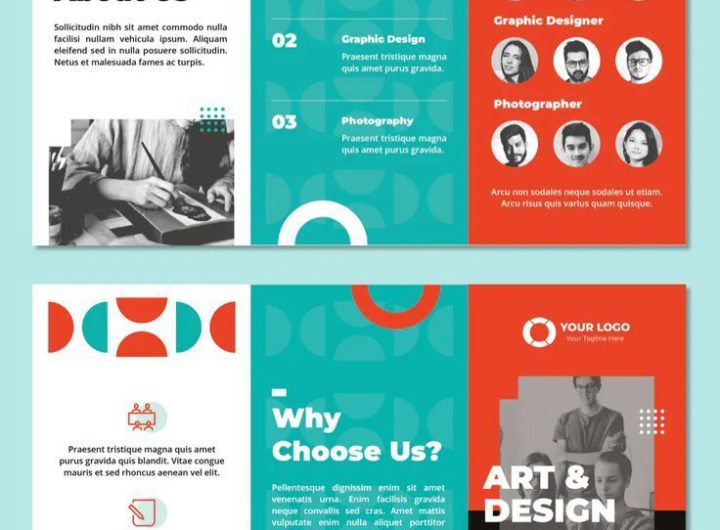 About Us
Sollicitudin nibh sit amet commodo nulla
facilisi nullam vehicula ipsum. Aliquam
eleifend sed in nulla posuere sollicitudin.
Netus et malesuada fames ac turpis.
02
Graphic Design
Praesent tristique magna
quis amet purus gravida.
03
Photography
Praesent tristique magna
quis amet purus gravida.
Graphic Designer
Photographer
Arcu non sodales neque sodales ut etiam.
Arcu risus quis varius quam quisque.
Praesent tristique magna quis amet
purus gravida quis blandit. Vitae congue
mauris et sed rhoncus aenean vel elit.
Why
Choose Us?
Pellentesque dignissim enim sit amet
venenatis urna. Enim facilisis gravida
neque convallis sed cras. Amet mattis
vulputate enim nulla aliquet porttitor
YOUR LOGO
Your Tagline Here
ART &
DESIGN